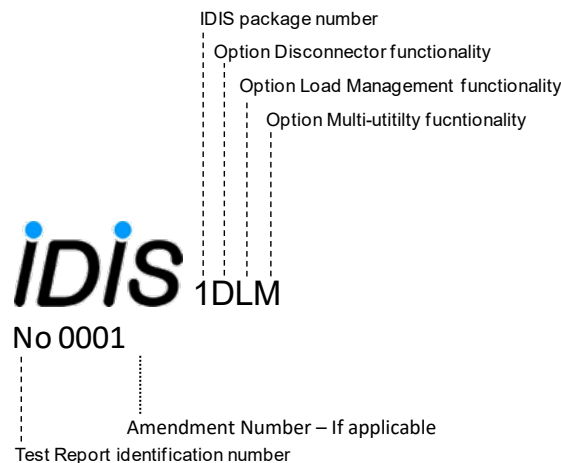 IDIS package number
Option Disconnector functionality
Option Load Management functionality
Option Multi-utitilty fucntionality
iDiS 1DLM
No 0001
Amendment Number – If applicable
Test Report identification number